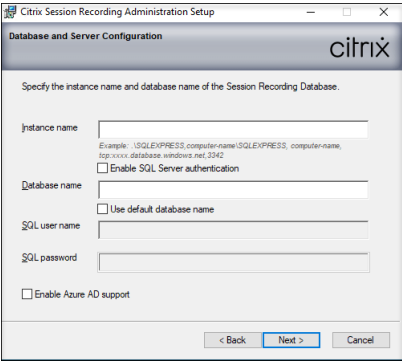 Citrix Session Recording Administration Setup
Database and Server Configuration
citrix
Specify the instance name and database name of the Session Recording Database.
Instance name
Example: .\SQLEXPRESS,computer-name\SQLEXPRESS, computer-name,
tcp:xxxx.database.windows.net,3342
Enable SQL Server authentication
Database name
Use default database name
SQL user name
SQL password
Enable Azure AD support
< Back
Next >
Cancel